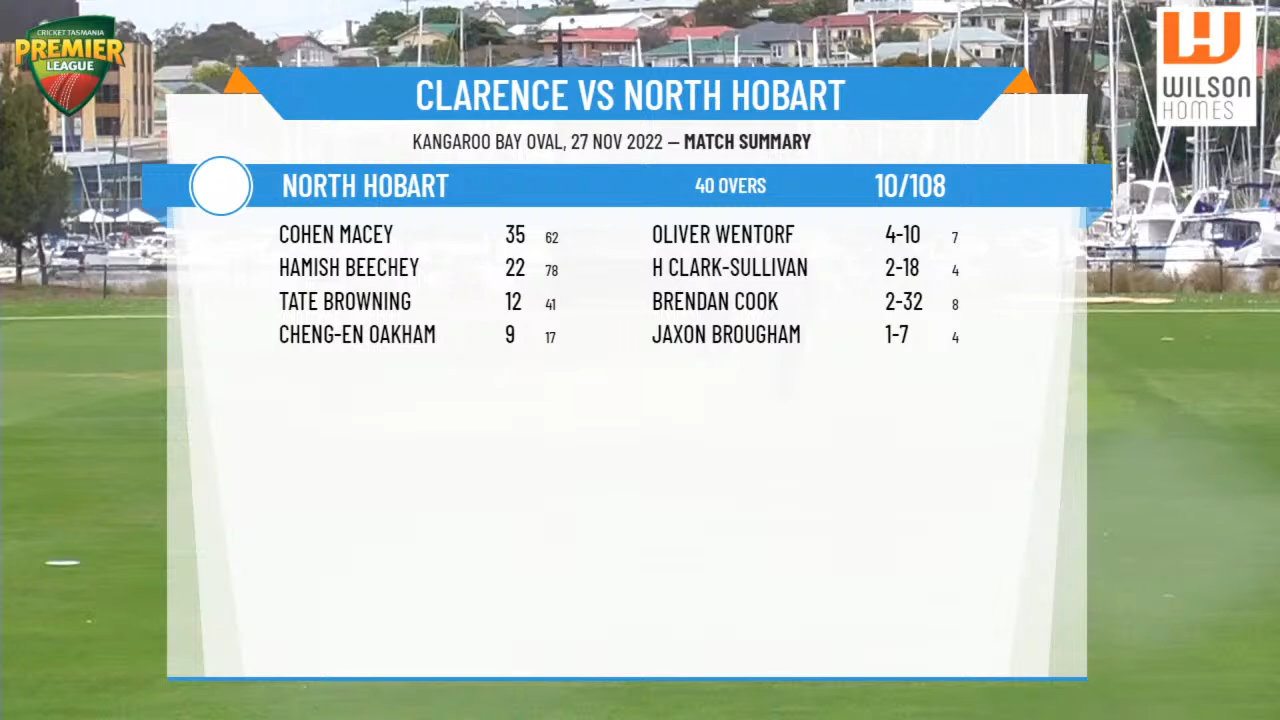 CRICKET TASMANIA
PREMIER
LEAGUE
WILSON
HOMES
CLARENCE VS NORTH HOBART
KANGAROO BAY OVAL, 27 NOV 2022 – MATCH SUMMARY
NORTH HOBART 40 OVERS 10/108
COHEN MACEY 35 62 OLIVER WENTORF 4-10 7
HAMISH BEECHEY 22 78 H CLARK-SULLIVAN 2-18 4
TATE BROWNING 12 41 BRENDAN COOK 2-32 8
CHENG-EN OAKHAM 9 17 JAXON BROUGHAM 1-7 4